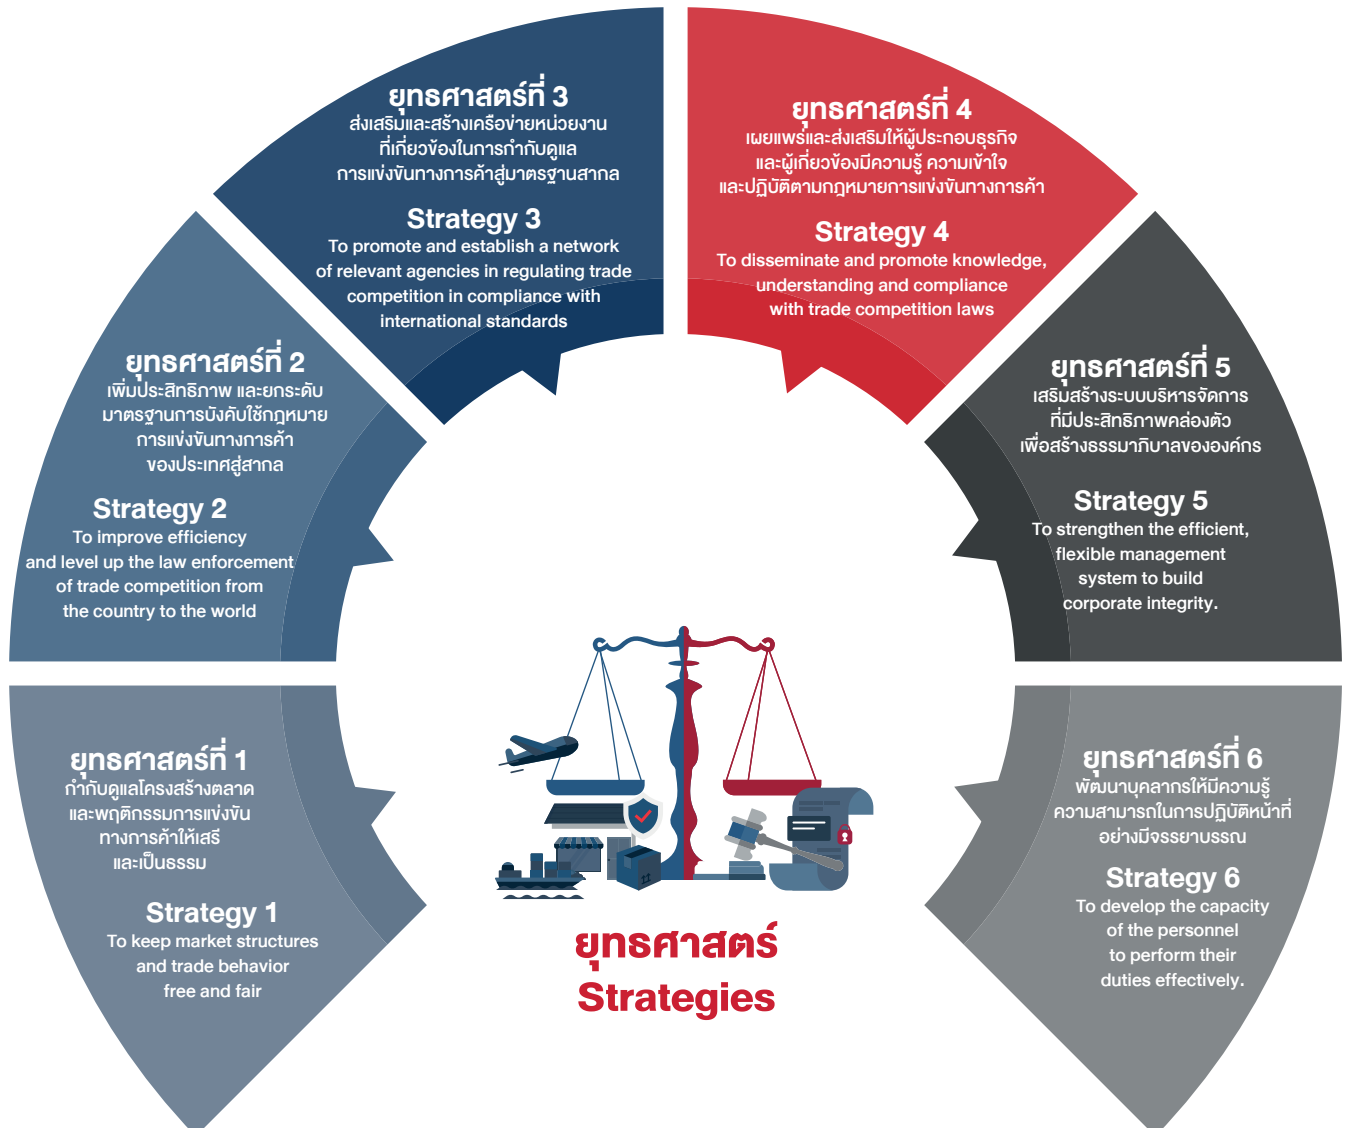 ยุทธศาสตร์ที่ 1
กำกับดูแลโครงสร้างตลาด
และพฤติกรรมการแข่งขัน
ทางการค้าให้เสรี
และเป็นธรรม
Strategy 1
To keep market structures
and trade behavior
free and fair
ยุทธศาสตร์ที่ 2
เพิ่มประสิทธิภาพ และยกระดับ
มาตรฐานการบังคับใช้กฎหมาย
การแข่งขันทางการค้า
ของประเทศสู่สากล
Strategy 2
To improve efficiency
and level up the law enforcement
of trade competition from
the country to the world
ยุทธศาสตร์ที่ 3
ส่งเสริมและสร้างเครือข่ายหน่วยงาน
ที่เกี่ยวข้องในการกำกับดูแล
การแข่งขันทางการค้าสู่มาตรฐานสากล
Strategy 3
To promote and establish a network
of relevant agencies in regulating trade
competition in compliance with
international standards
ยุทธศาสตร์ที่ 4
เผยแพร่และส่งเสริมให้ผู้ประกอบธุรกิจ
และผู้เกี่ยวข้องมีความรู้ ความเข้าใจ
และปฏิบัติตามกฎหมายการแข่งขันทางการค้า
Strategy 4
To disseminate and promote knowledge,
understanding and compliance
with trade competition laws
ยุทธศาสตร์ที่ 5
เสริมสร้างระบบบริหารจัดการ
ที่มีประสิทธิภาพคล่องตัว
เพื่อสร้างธรรมาภิบาลขององค์กร
Strategy 5
To strengthen the efficient,
flexible management
system to build
corporate integrity.
ยุทธศาสตร์ที่ 6
พัฒนาบุคลากรให้มีความรู้
ความสามารถในการปฏิบัติหน้าที่
อย่างมีจรรยาบรรณ
Strategy 6
To develop the capacity
of the personnel
to perform their
duties effectively.
ยุทธศาสตร์
Strategies